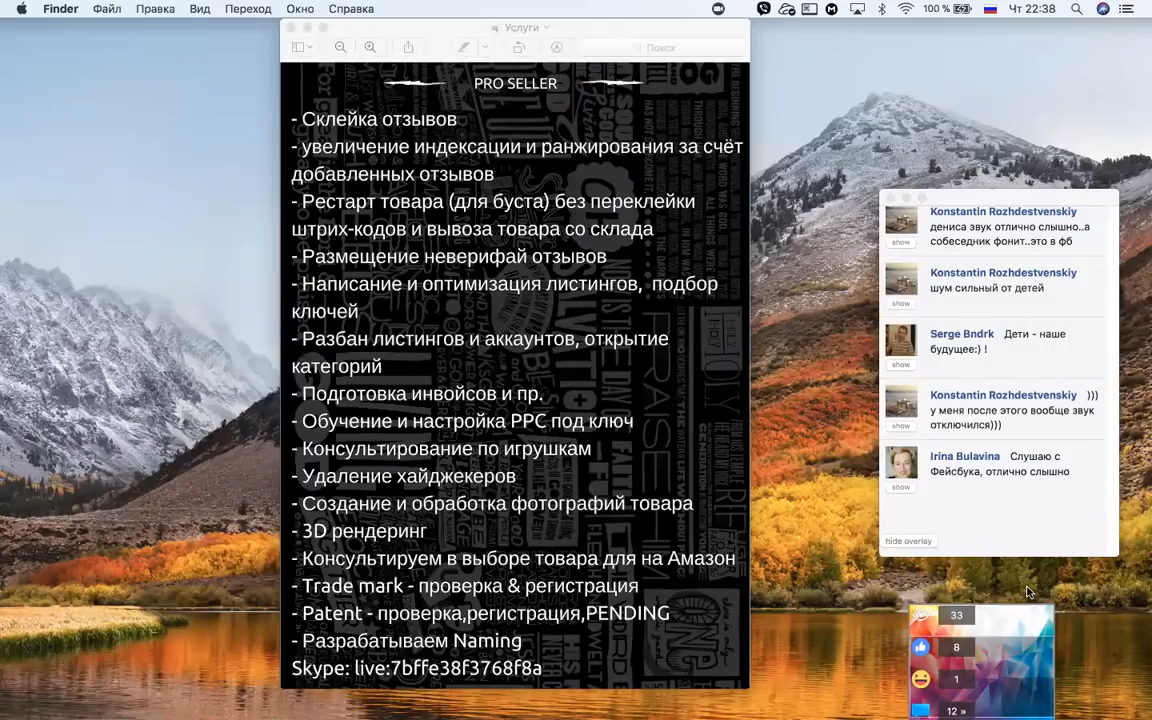 Finder Файл Правка Вид Переход Окно Справка 100 % Чт 22:38
Услуги
Поиск
PRO SELLER
- Склейка отзывов
- увеличение индексации и ранжирования за счёт
добавленных отзывов
- Рестарт товара (для буста) без переклейки
штрих-кодов и вывоза товара со склада
- Размещение неверифай отзывов
- Написание и оптимизация листингов, подбор
ключей
- Разбан листингов и аккаунтов, открытие
категорий
- Подготовка инвойсов и пр.
- Обучение и настройка PPC под ключ
- Консультирование по игрушкам
- Удаление хайджекеров
- Создание и обработка фотографий товара
- 3D рендеринг
- Консультируем в выборе товара для на Амазон
- Trade mark - проверка & регистрация
- Patent - проверка,регистрация,PENDING
- Разрабатываем Naming
Skype: live:7bffe38f3768f8a
Konstantin Rozhdestvenskiy
дениса звук отлично слышно..а
show собеседник фонит..это в фб
Konstantin Rozhdestvenskiy
шум сильный от детей
show
Serge Bndrk Дети - наше
будущее:) !
show
Konstantin Rozhdestvenskiy )))
у меня после этого вообще звук
show отключился)))
Irina Bulavina Слушаю с
Фейсбука, отлично слышно
show
hide overlay
33
8
1
12 »